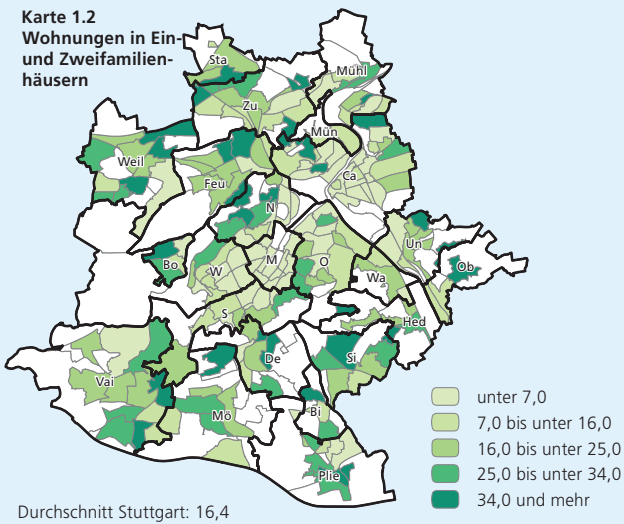 Karte 1.2
Wohnungen in Ein-
und Zweifamilien-
häusern
Sta
Mühl
Zu
Mün
Weil
Feu
Ca
N
Un
Bo
W
M
O
Wa
Ob
S
Hed
De
Si
Vai
Mö
Bi
Plie
unter 7,0
7,0 bis unter 16,0
16,0 bis unter 25,0
25,0 bis unter 34,0
34,0 und mehr
Durchschnitt Stuttgart: 16,4